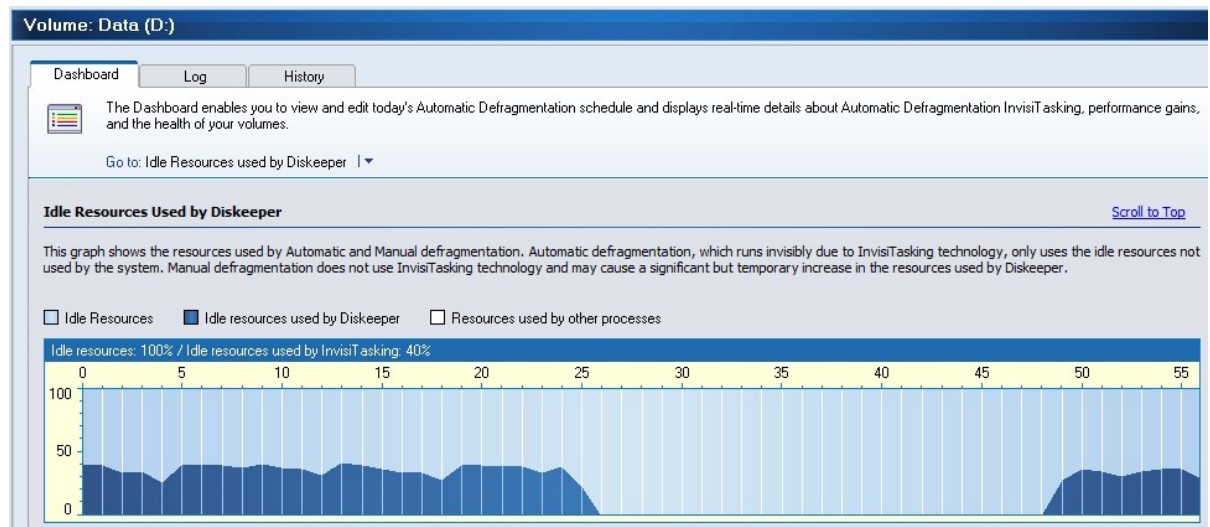 Volume: Data (D:)
Dashboard Log History
The Dashboard enables you to view and edit today's Automatic Defragmentation schedule and displays real-time details about Automatic Defragmentation InvisiTasking, performance gains,
and the health of your volumes.
Go to: Idle Resources used by Diskeeper
Idle Resources Used by Diskeeper Scroll to Top
This graph shows the resources used by Automatic and Manual defragmentation. Automatic defragmentation, which runs invisibly due to InvisiTasking technology, only uses the idle resources not
used by the system. Manual defragmentation does not use InvisiTasking technology and may cause a significant but temporary increase in the resources used by Diskeeper.
Idle Resources Idle resources used by Diskeeper Resources used by other processes
Idle resources: 100% / Idle resources used by InvisiTasking: 40%
0 5 10 15 20 25 30 35 40 45 50 55
100
50
0